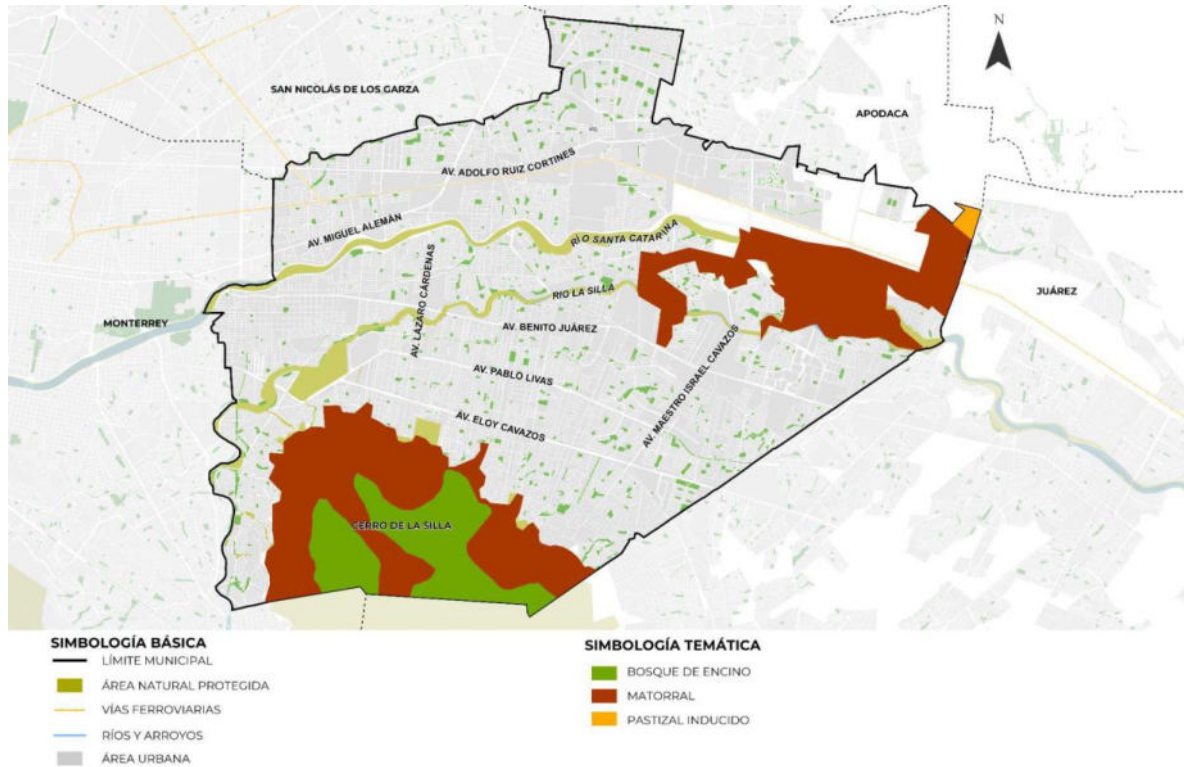 N
SAN NICOLÁS DE LOS GARZA
APODACA
AV. ADOLFO RUIZ CORTINES
AV. MIGUEL ALEMÁN
RÍO SANTA CATARINA
AV. LÁZARO CÁRDENAS
RIO LA SILLA
JUÁREZ
MONTERREY
AV. BENITO JUÁREZ
AV. PABLO LIVAS
AV. MAESTRO ISRAEL CAVAZOS
AV. ELOY CAVAZOS
CERRO DE LA SILLA
SIMBOLOGÍA BÁSICA
LÍMITE MUNICIPAL
ÁREA NATURAL PROTEGIDA
VÍAS FERROVIARIAS
RÍOS Y ARROYOS
ÁREA URBANA
SIMBOLOGÍA TEMÁTICA
BOSQUE DE ENCINO
MATORRAL
PASTIZAL INDUCIDO